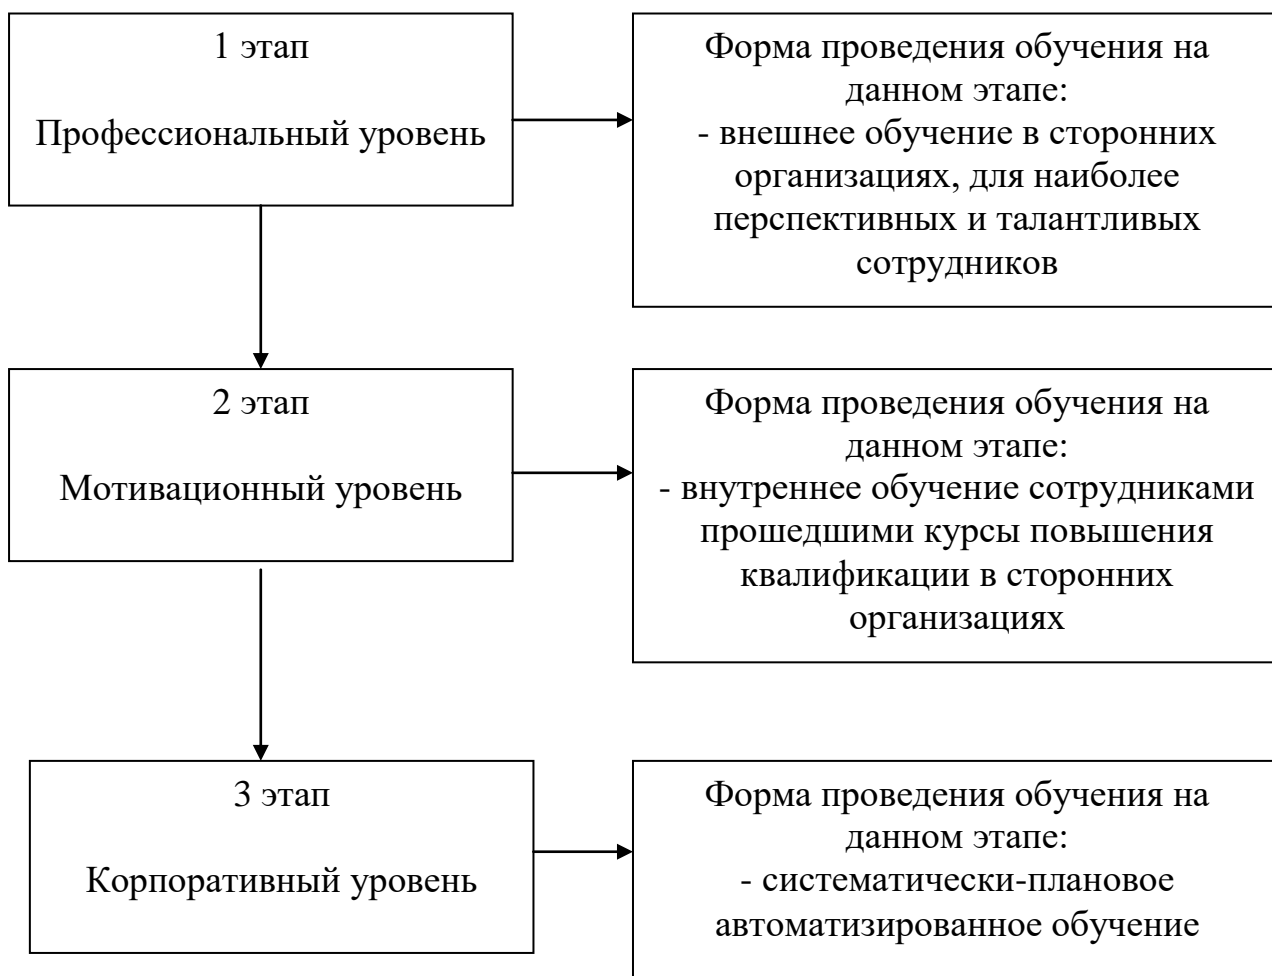 1 этап
Профессиональный уровень
Форма проведения обучения на
данном этапе:
- внешнее обучение в сторонних
организациях, для наиболее
перспективных и талантливых
сотрудников
2 этап
Мотивационный уровень
Форма проведения обучения на
данном этапе:
- внутреннее обучение сотрудниками
прошедшими курсы повышения
квалификации в сторонних
организациях
3 этап
Корпоративный уровень
Форма проведения обучения на
данном этапе:
- систематически-плановое
автоматизированное обучение